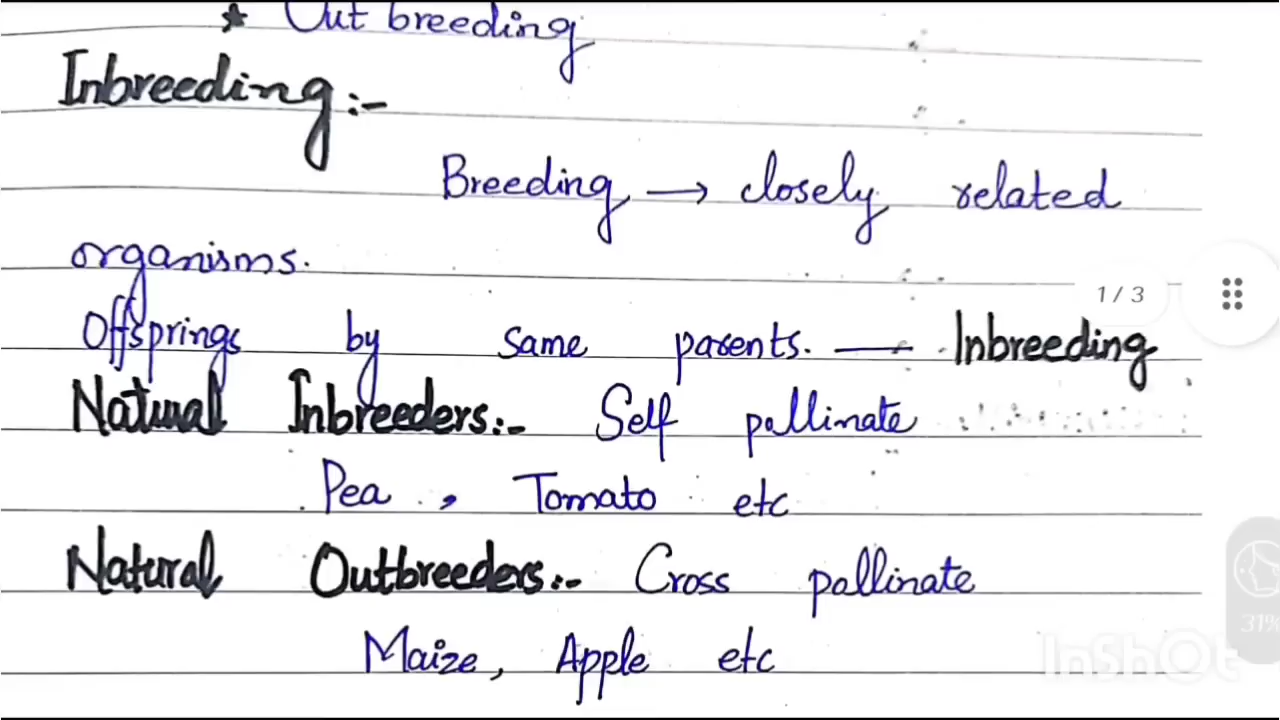 ★ Out breeding
Inbreeding:-
Breeding → closely related
organisms.
1 / 3
Offsprings by same parents. — Inbreeding
Natural Inbreeders:- Self pollinate
Pea , Tomato etc
Natural Outbreeders:- Cross pollinate
31%
Maize, Apple etc
InShOt